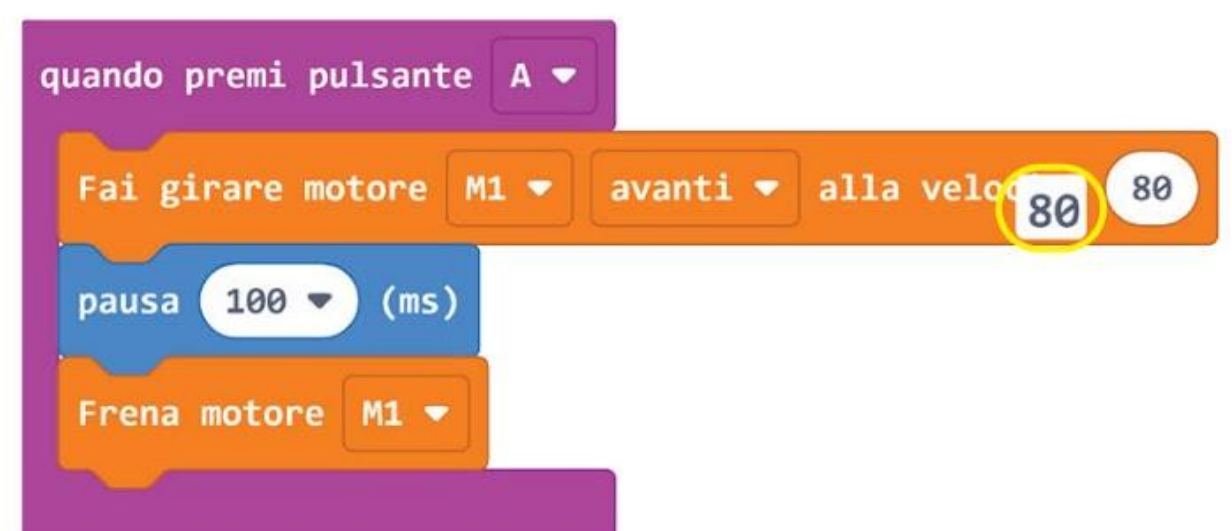 quando premi pulsante A
Fai girare motore M1 avanti alla veloc 80 80
pausa 100 (ms)
Frena motore M1